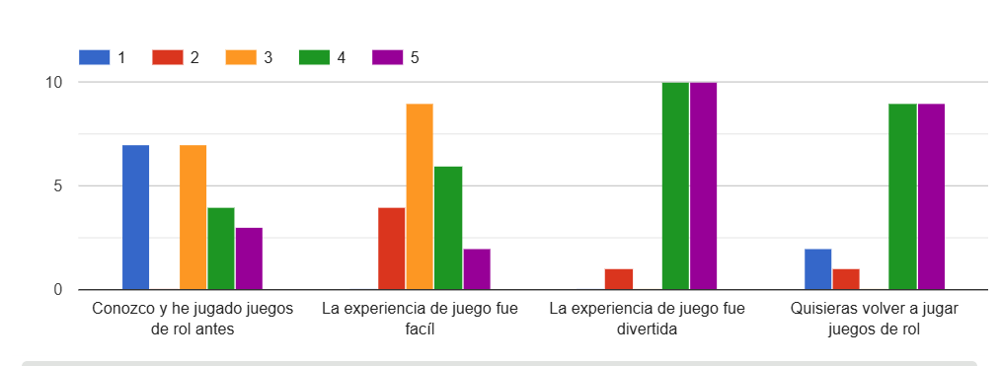 1 2 3 4 5
10
5
0
Conozco y he jugado juegos de rol antes
La experiencia de juego fue facíl
La experiencia de juego fue divertida
Quisieras volver a jugar juegos de rol